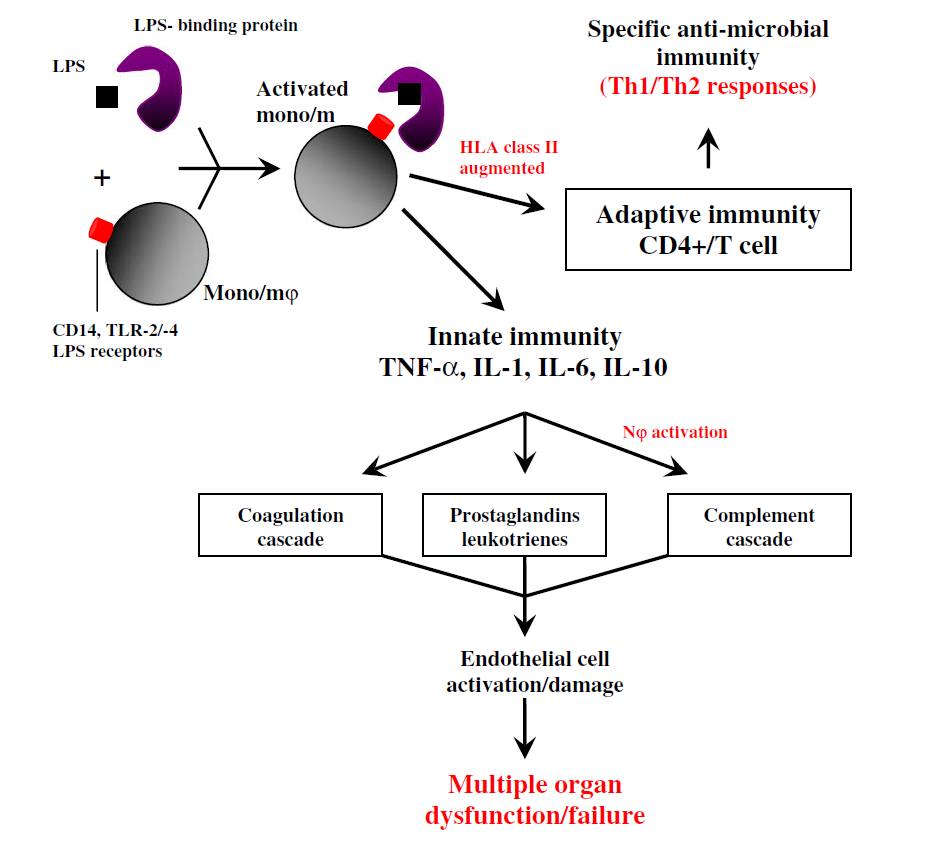 LPS- binding protein
LPS
+
Mono/mφ
CD14, TLR-2/-4
LPS receptors
Activated
mono/m
HLA class II
augmented
Specific anti-microbial
immunity
(Th1/Th2 responses)
Adaptive immunity
CD4+/T cell
Innate immunity
TNF-α, IL-1, IL-6, IL-10
Nφ activation
Coagulation
cascade
Prostaglandins
leukotrienes
Complement
cascade
Endothelial cell
activation/damage
Multiple organ
dysfunction/failure